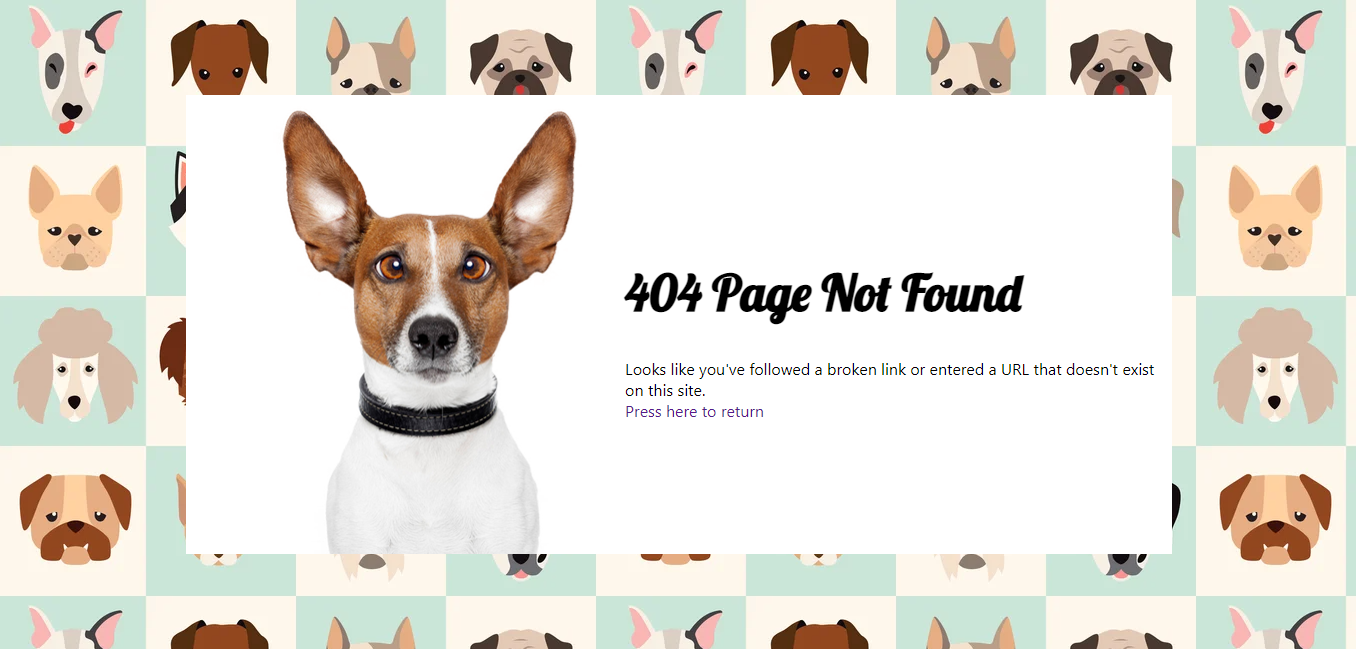 404 Page Not Found
Looks like you've followed a broken link or entered a URL that doesn't exist
on this site.
Press here to return